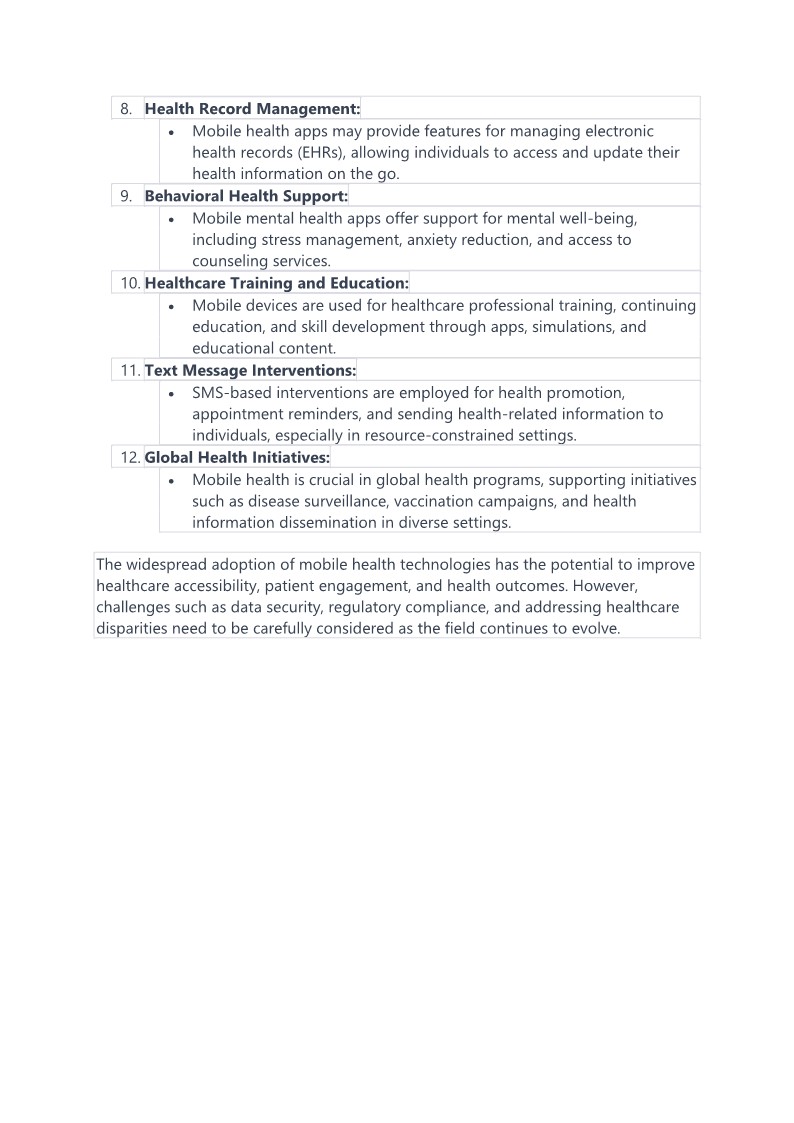 8. Health Record Management:
• Mobile health apps may provide features for managing electronic
health records (EHRs), allowing individuals to access and update their
health information on the go.
9. Behavioral Health Support:
• Mobile mental health apps offer support for mental well-being,
including stress management, anxiety reduction, and access to
counseling services.
10. Healthcare Training and Education:
• Mobile devices are used for healthcare professional training, continuing
education, and skill development through apps, simulations, and
educational content.
11. Text Message Interventions:
• SMS-based interventions are employed for health promotion,
appointment reminders, and sending health-related information to
individuals, especially in resource-constrained settings.
12. Global Health Initiatives:
• Mobile health is crucial in global health programs, supporting initiatives
such as disease surveillance, vaccination campaigns, and health
information dissemination in diverse settings.
The widespread adoption of mobile health technologies has the potential to improve
healthcare accessibility, patient engagement, and health outcomes. However,
challenges such as data security, regulatory compliance, and addressing healthcare
disparities need to be carefully considered as the field continues to evolve.